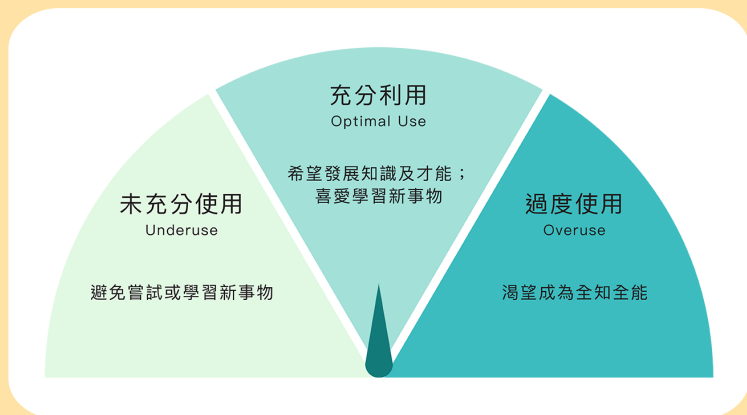 充分利用
Optimal Use
希望發展知識及才能；
喜愛學習新事物
未充分使用
Underuse
避免嘗試或學習新事物
過度使用
Overuse
渴望成為全知全能